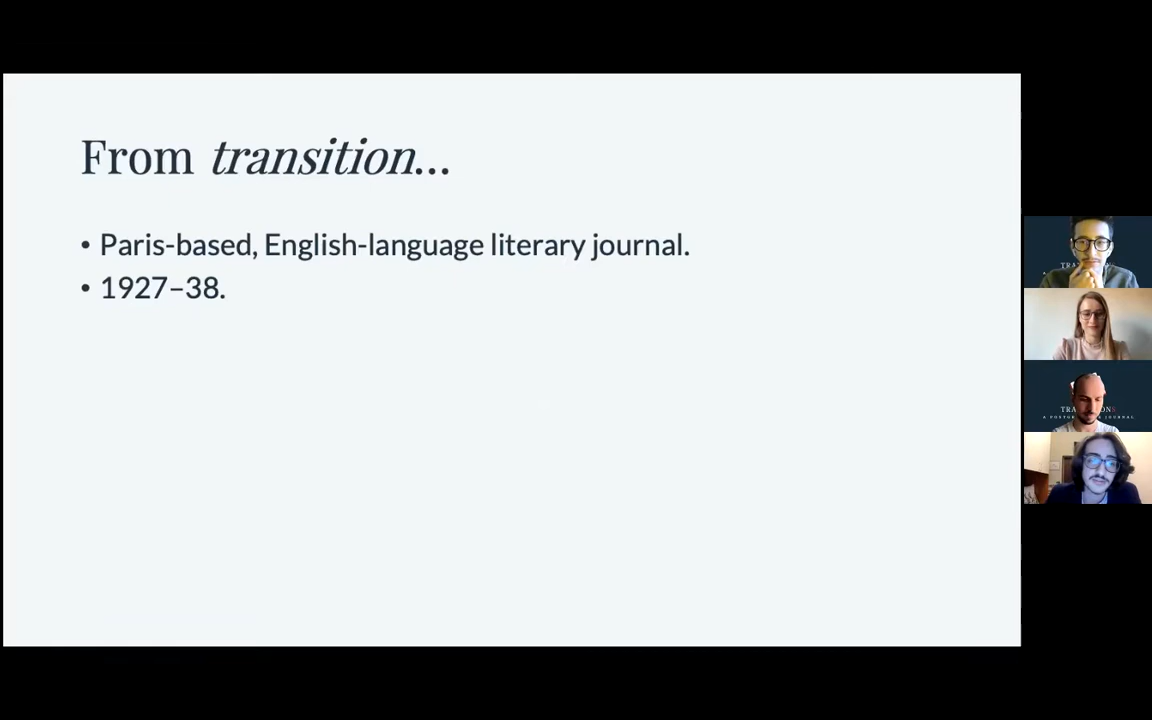 From transition...
• Paris-based, English-language literary journal.
• 1927–38.